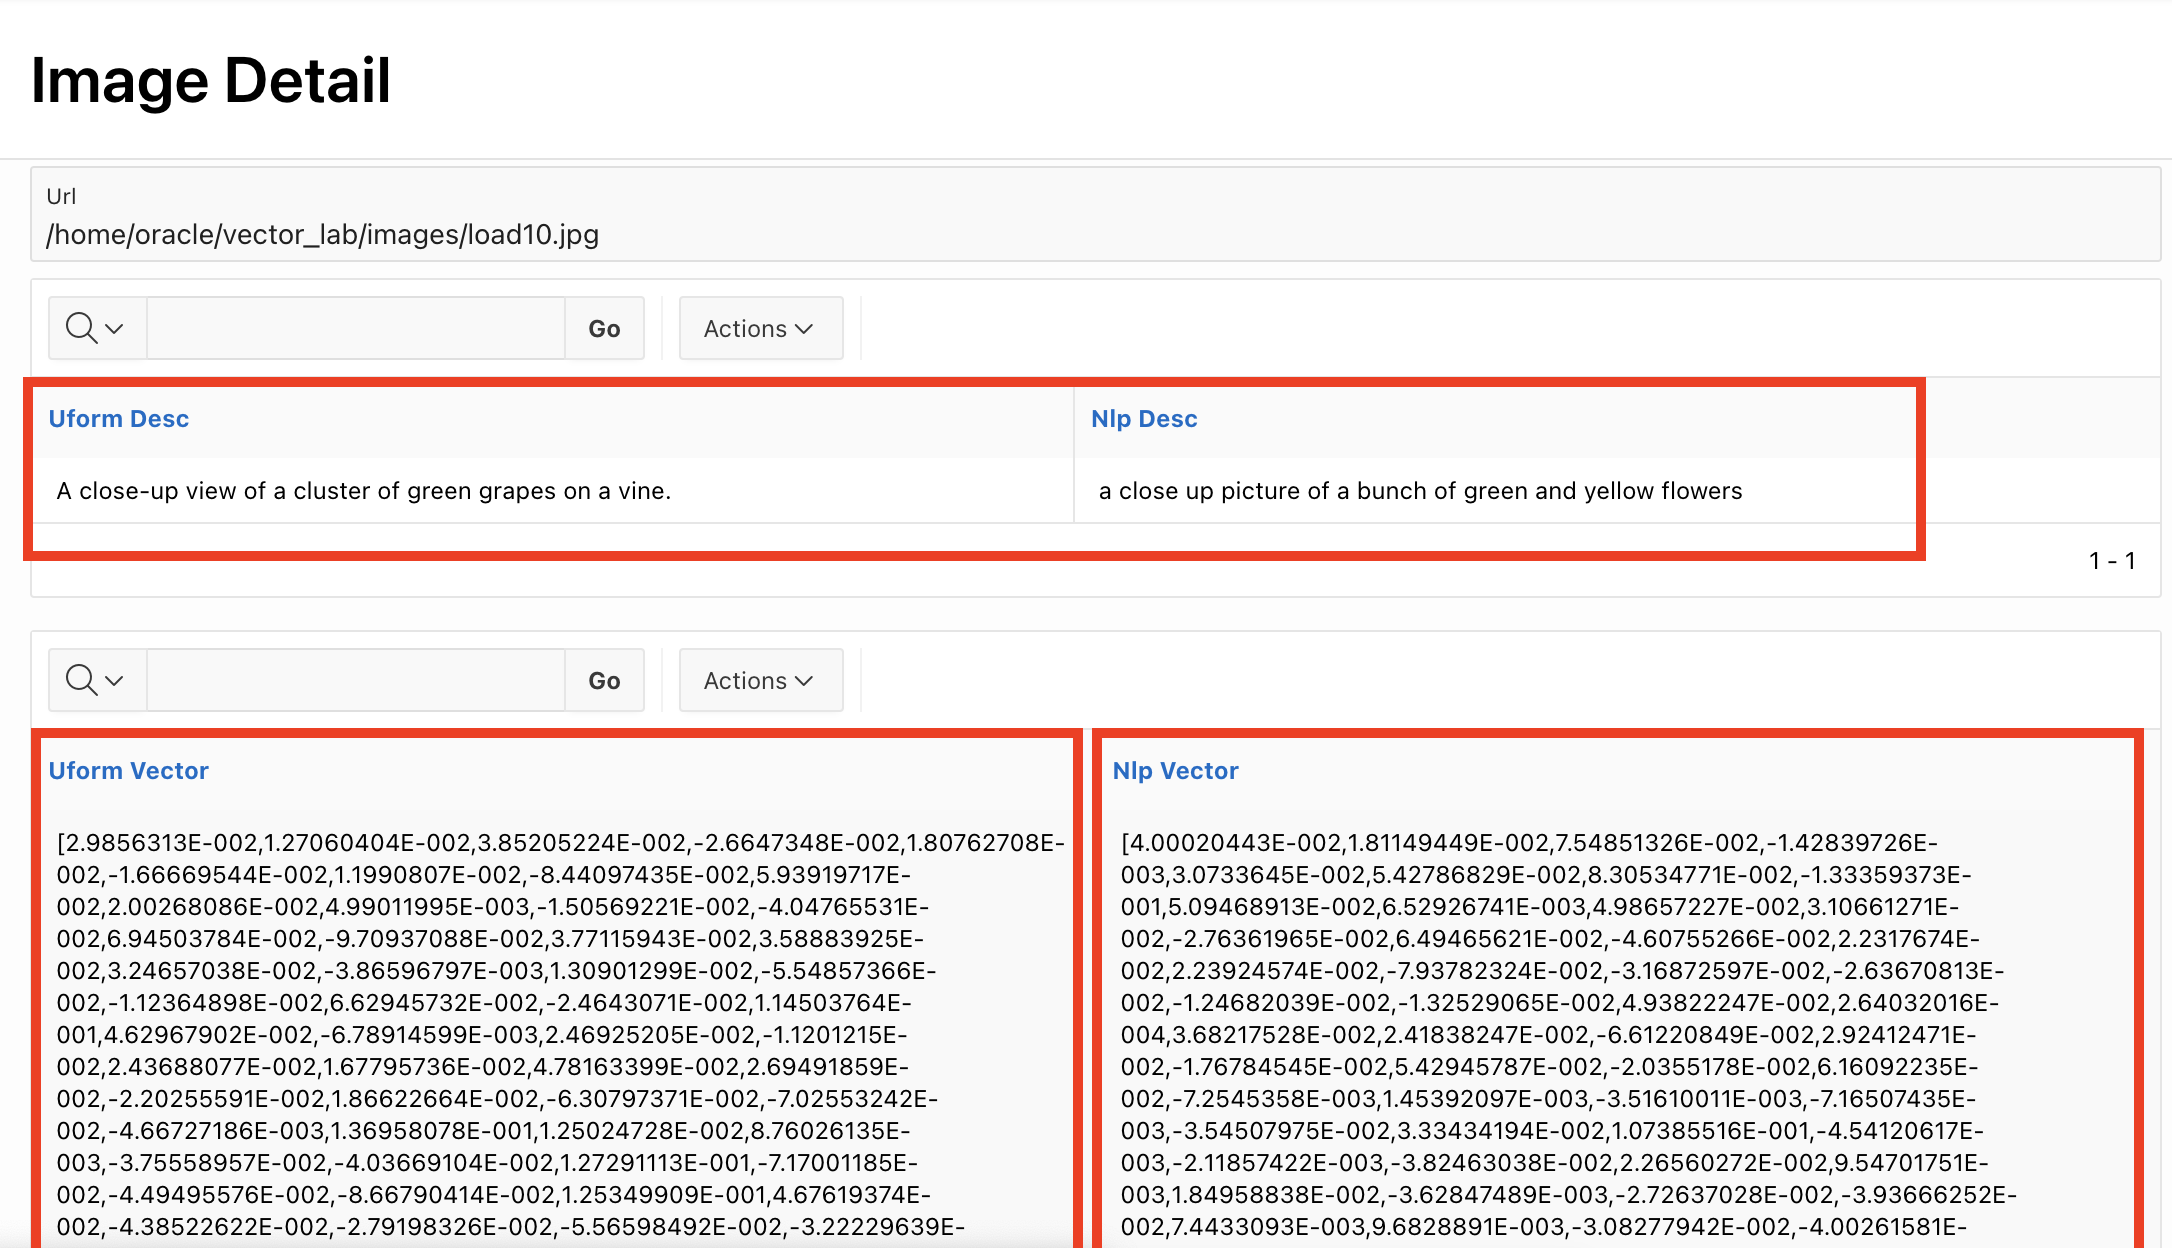 Image Detail
Url
/home/oracle/vector_lab/images/load10.jpg
Go
Actions
Uform Desc
Nlp Desc
A close-up view of a cluster of green grapes on a vine.
a close up picture of a bunch of green and yellow flowers
1 - 1
Go
Actions
Uform Vector
[2.9856313E-002,1.27060404E-002,3.85205224E-002,-2.6647348E-002,1.80762708E-
002,-1.66669544E-002,1.1990807E-002,-8.44097435E-002,5.93919717E-
002,2.00268086E-002,4.99011995E-003,-1.50569221E-002,-4.04765531E-
002,6.94503784E-002,-9.70937088E-002,3.77115943E-002,3.58883925E-
002,3.24657038E-002,-3.86596797E-003,1.30901299E-002,-5.54857366E-
002,-1.12364898E-002,6.62945732E-002,-2.4643071E-002,1.14503764E-
001,4.62967902E-002,-6.78914599E-003,2.46925205E-002,-1.1201215E-
002,2.43688077E-002,1.67795736E-002,4.78163399E-002,2.69491859E-
002,-2.20255591E-002,1.86622664E-002,-6.30797371E-002,-7.02553242E-
002,-4.66727186E-003,1.36958078E-001,1.25024728E-002,8.76026135E-
003,-3.75558957E-002,-4.03669104E-002,1.27291113E-001,-7.17001185E-
002,-4.49495576E-002,-8.66790414E-002,1.25349909E-001,4.67619374E-
002,-4.38522622E-002,-2.79198326E-002,-5.56598492E-002,-3.22229639E-
Nlp Vector
[4.00020443E-002,1.81149449E-002,7.54851326E-002,-1.42839726E-
003,3.0733645E-002,5.42786829E-002,8.30534771E-002,-1.33359373E-
001,5.09468913E-002,6.52926741E-003,4.98657227E-002,3.10661271E-
002,-2.76361965E-002,6.49465621E-002,-4.60755266E-002,2.2317674E-
002,2.23924574E-002,-7.93782324E-002,-3.16872597E-002,-2.63670813E-
002,-1.24682039E-002,-1.32529065E-002,4.93822247E-002,2.64032016E-
004,3.68217528E-002,2.41838247E-002,-6.61220849E-002,2.92412471E-
002,-1.76784545E-002,5.42945787E-002,-2.0355178E-002,6.16092235E-
002,-7.2545358E-003,1.45392097E-003,-3.51610011E-003,-7.16507435E-
003,-3.54507975E-002,3.33434194E-002,1.07385516E-001,-4.54120617E-
003,-2.11857422E-003,-3.82463038E-002,2.26560272E-002,9.54701751E-
003,1.84958838E-002,-3.62847489E-003,-2.72637028E-002,-3.93666252E-
002,7.4433093E-003,9.6828891E-003,-3.08277942E-002,-4.00261581E-